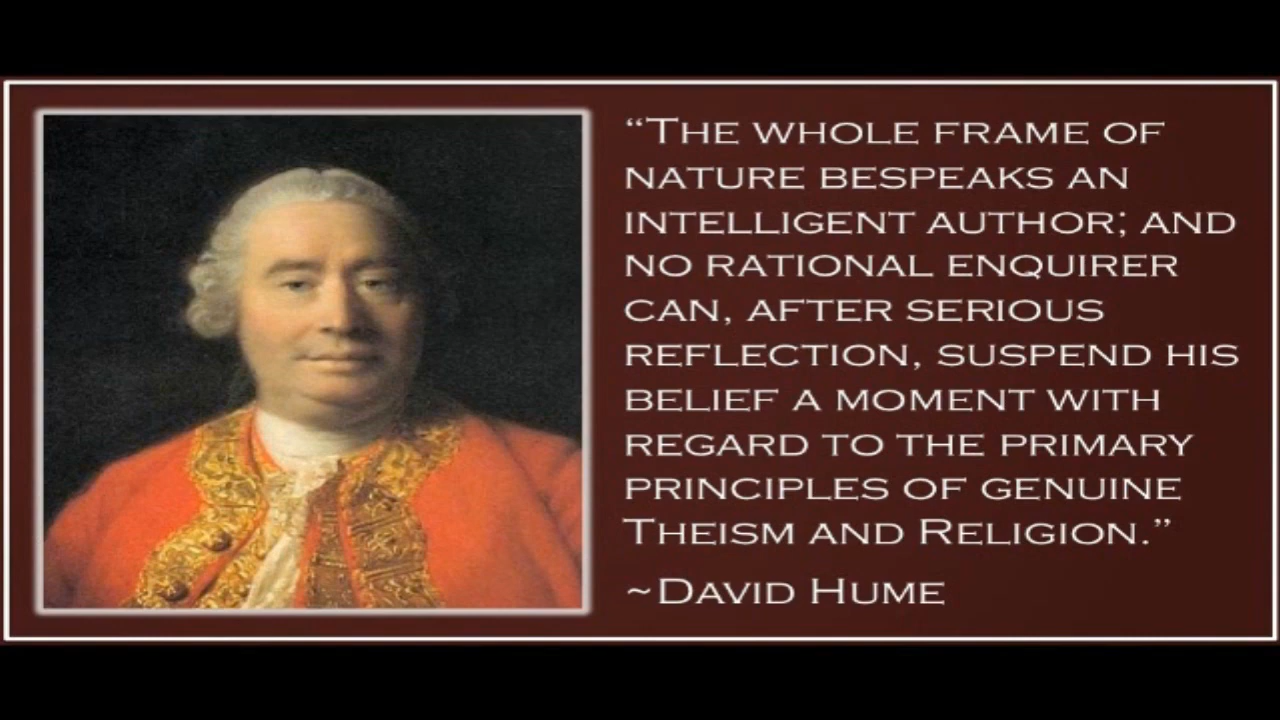 “The whole frame of
nature bespeaks an
intelligent author; and
no rational enquirer
can, after serious
reflection, suspend his
belief a moment with
regard to the primary
principles of genuine
Theism and Religion.”
~David Hume